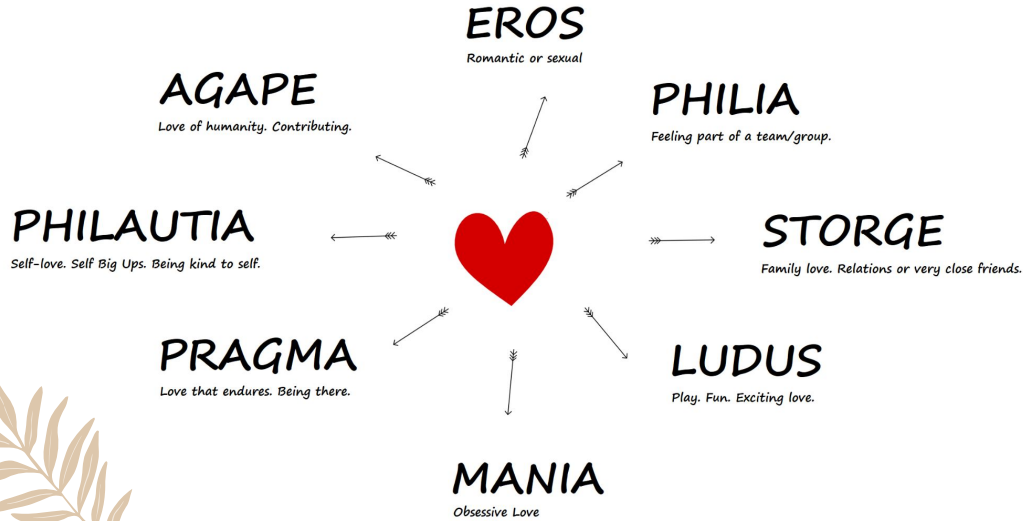 EROS
Romantic or sexual
AGAPE
Love of humanity. Contributing.
PHILIA
Feeling part of a team/group.
PHILAUTIA
Self-love. Self Big Ups. Being kind to self.
STORGE
Family love. Relations or very close friends.
PRAGMA
Love that endures. Being there.
LUDUS
Play. Fun. Exciting love.
MANIA
Obsessive Love